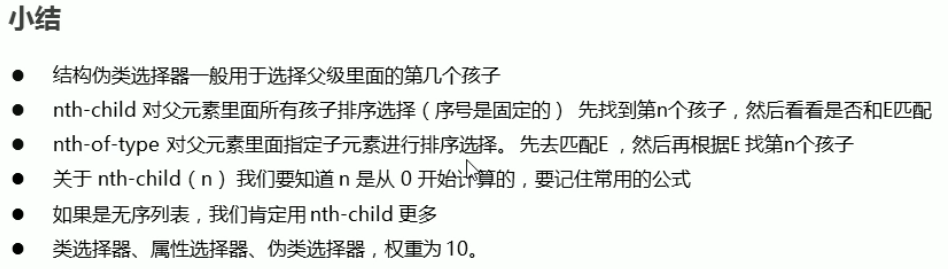 小结
● 结构伪类选择器一般用于选择父级里面的第几个孩子
● nth-child 对父元素里面所有孩子排序选择（序号是固定的） 先找到第n个孩子，然后看看是否和E匹配
● nth-of-type 对父元素里面指定子元素进行排序选择。 先去匹配E ，然后再根据E 找第n个孩子
● 关于 nth-child（n） 我们要知道 n 是从 0 开始计算的，要记住常用的公式
● 如果是无序列表，我们肯定用 nth-child 更多
● 类选择器、属性选择器、伪类选择器，权重为 10。